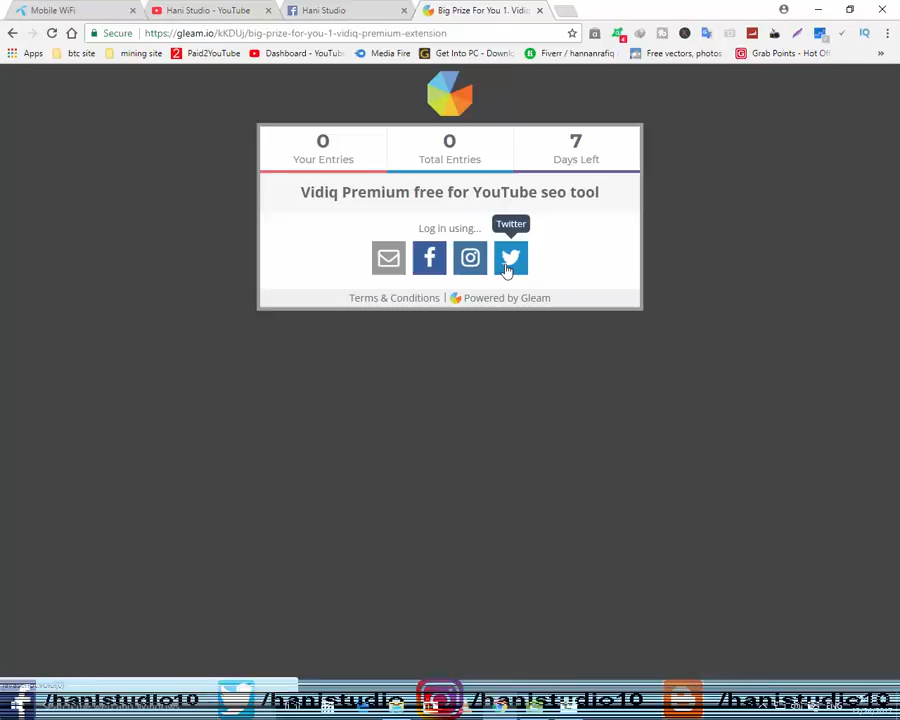 Mobile WiFi
Hani Studio - YouTube
Hani Studio
Big Prize For You 1. Vidi
Secure
https://gleam.io/kKDUj/big-prize-for-you-1-vidiq-premium-extension
Apps
btc site
mining site
Paid2YouTube
Dashboard - YouTub
Media Fire
Get Into PC - Downlo
Fiverr / hannanrafiq
Free vectors, photos
Grab Points - Hot Off
0
0
7
Your Entries
Total Entries
Days Left
Vidiq Premium free for YouTube seo tool
Log in using...
Twitter
Terms & Conditions | Powered by Gleam
/hanistudio10
/hanistudio
/hanistudio10
/hanistudio10